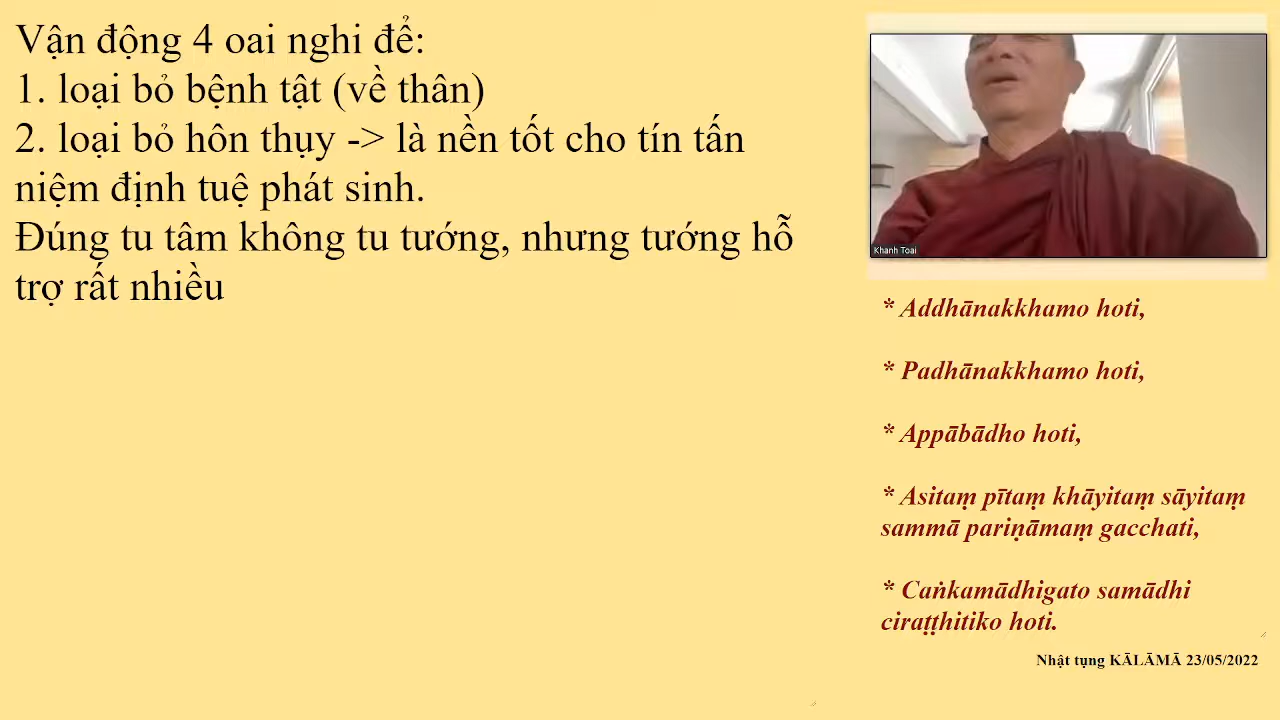 Vận động 4 oai nghi để:
1. loại bỏ bệnh tật (về thân)
2. loại bỏ hôn thụy -> là nền tốt cho tín tấn
niệm định tuệ phát sinh.
Đúng tu tâm không tu tướng, nhưng tướng hỗ
trợ rất nhiều
Khanh Toai
* Addhānakkhamo hoti,
* Padhānakkhamo hoti,
* Appābādho hoti,
* Asitaṃ pītaṃ khāyitaṃ sāyitaṃ
sammā pariṇāmaṃ gacchati,
* Caṅkamādhigato samādhi
ciraṭṭhitiko hoti.
Nhật tụng KĀLĀMĀ 23/05/2022